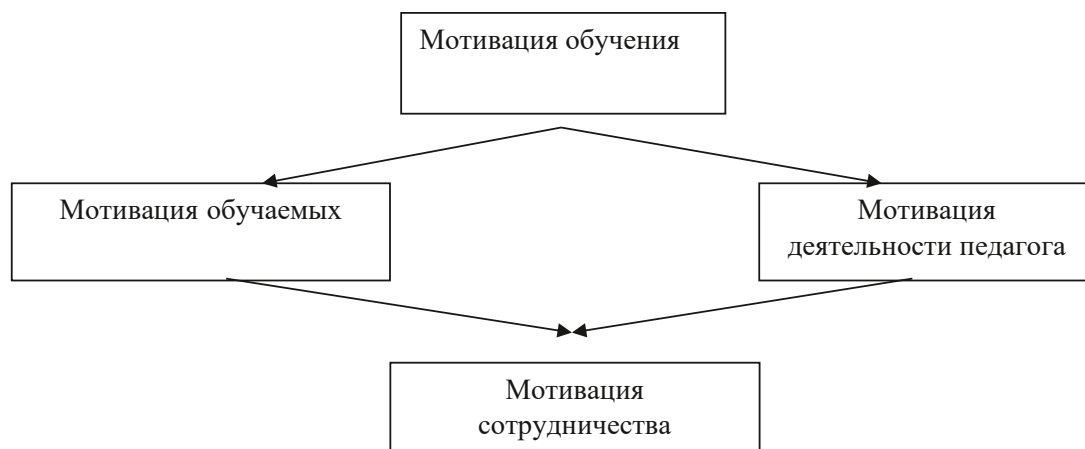 Мотивация обучения
Мотивация обучаемых
Мотивация
деятельности педагога
Мотивация
сотрудничества